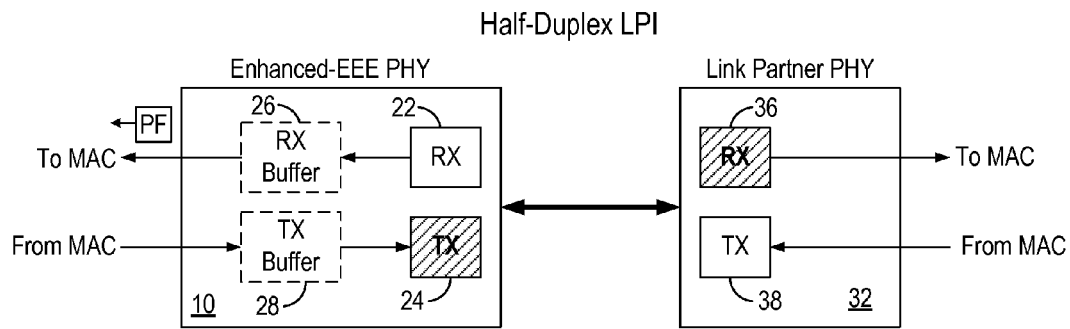 Half-Duplex LPI
Enhanced-EEE PHY
Link Partner PHY
PF
26
22
36
To MAC
RX
Buffer
RX
RX
To MAC
From MAC
TX
Buffer
TX
TX
From MAC
10
28
24
38
32